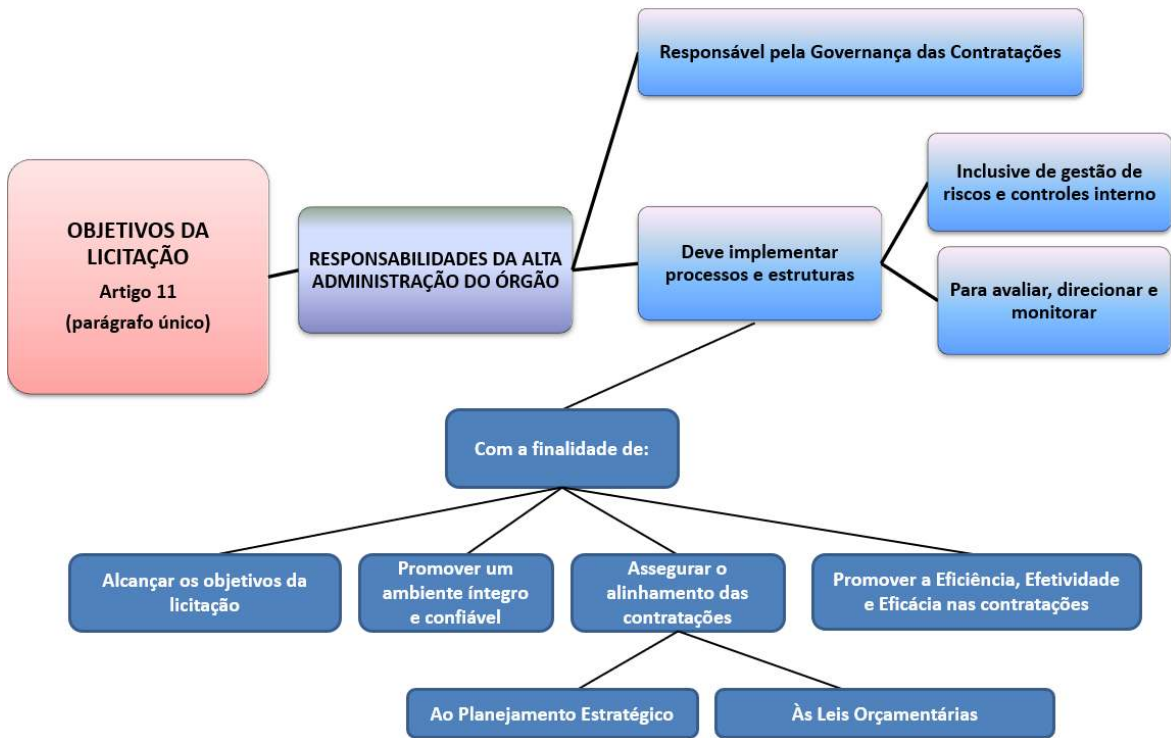 Responsável pela Governança das Contratações
OBJETIVOS DA
LICITAÇÃO
Artigo 11
(parágrafo único)
RESPONSABILIDADES DA ALTA
ADMINISTRAÇÃO DO ÓRGÃO
Deve implementar
processos e estruturas
Inclusive de gestão de
riscos e controles interno
Para avaliar, direcionar e
monitorar
Com a finalidade de:
Alcançar os objetivos da
licitação
Promover um
ambiente íntegro
e confiável
Assegurar o
alinhamento das
contratações
Promover a Eficiência, Efetividade
e Eficácia nas contratações
Ao Planejamento Estratégico
Às Leis Orçamentárias